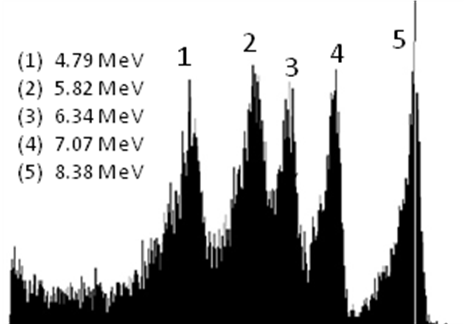 (1) 4.79 MeV
(2) 5.82 MeV
(3) 6.34 MeV
(4) 7.07 MeV
(5) 8.38 MeV
1
2
3
4
5